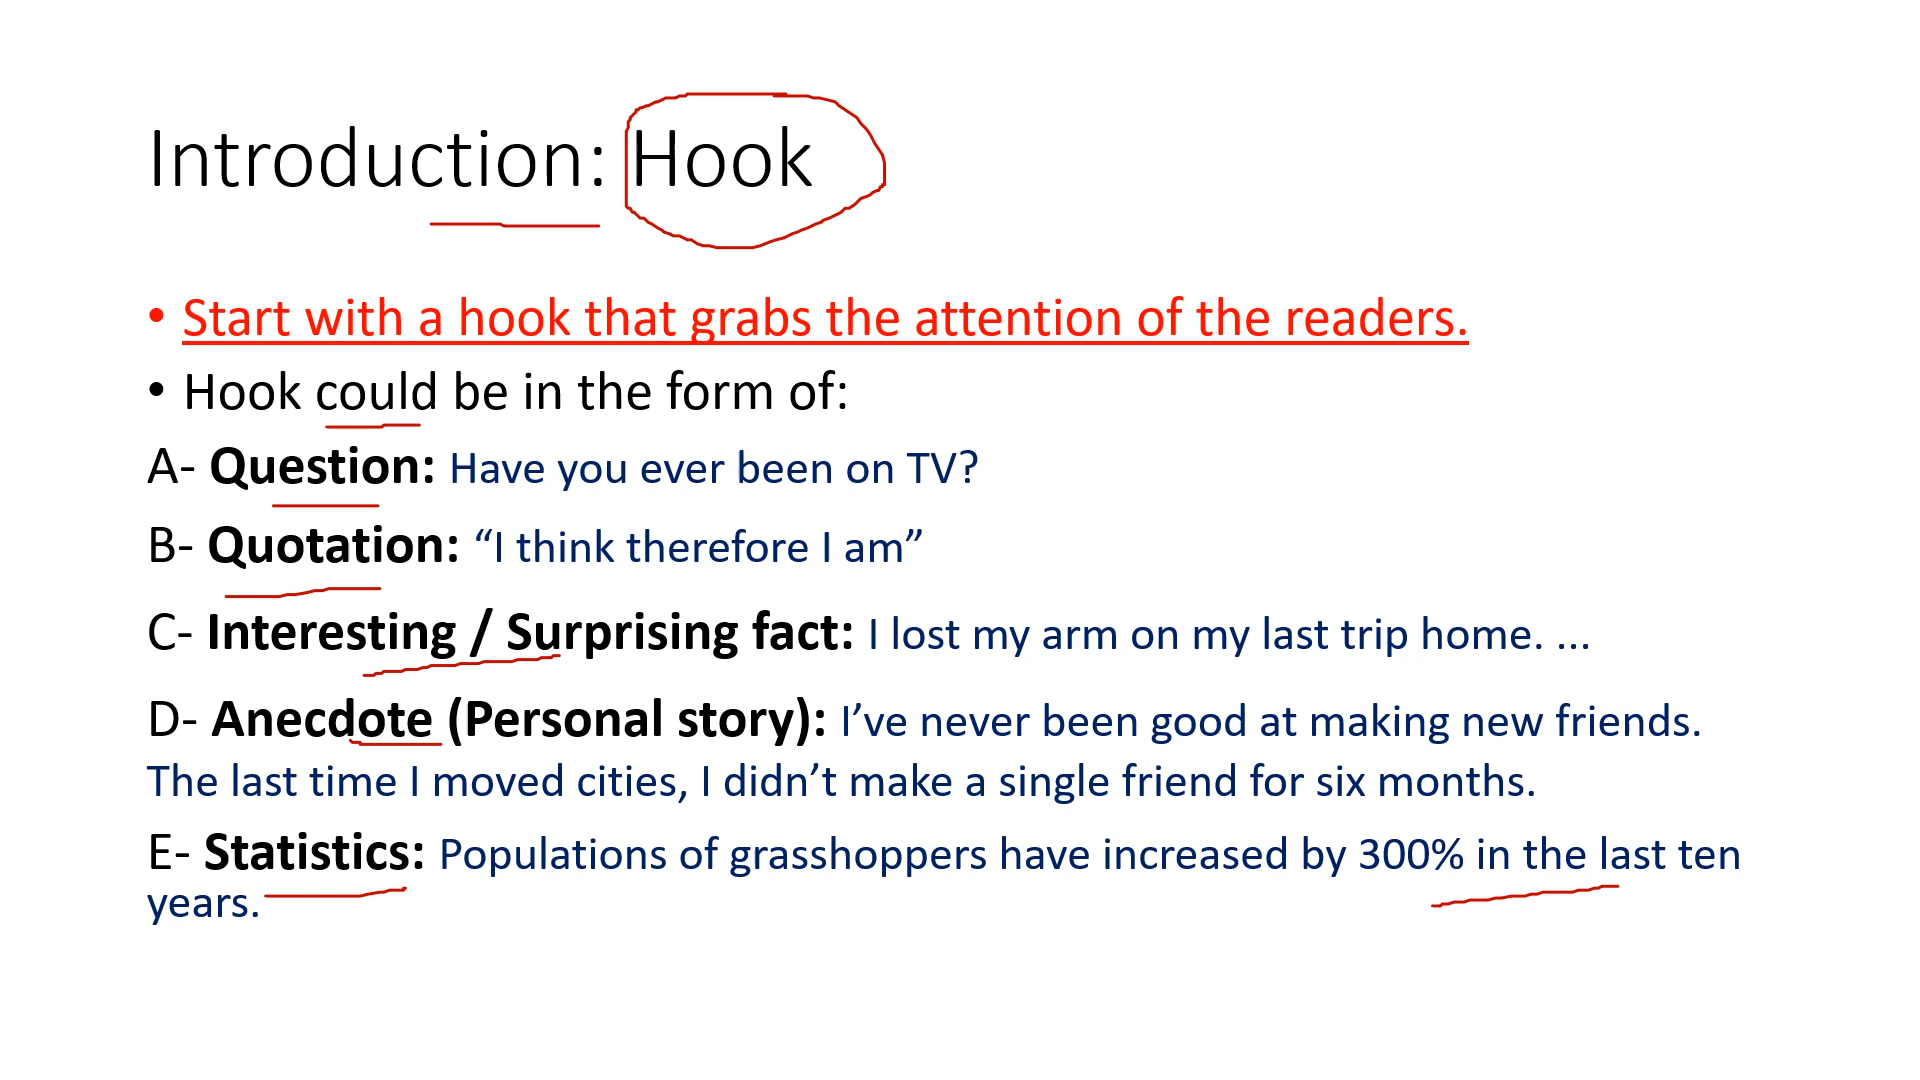 Introduction: Hook
• Start with a hook that grabs the attention of the readers.
• Hook could be in the form of:
A- Question: Have you ever been on TV?
B- Quotation: “I think therefore I am”
C- Interesting / Surprising fact: I lost my arm on my last trip home. ...
D- Anecdote (Personal story): I’ve never been good at making new friends.
The last time I moved cities, I didn’t make a single friend for six months.
E- Statistics: Populations of grasshoppers have increased by 300% in the last ten
years.